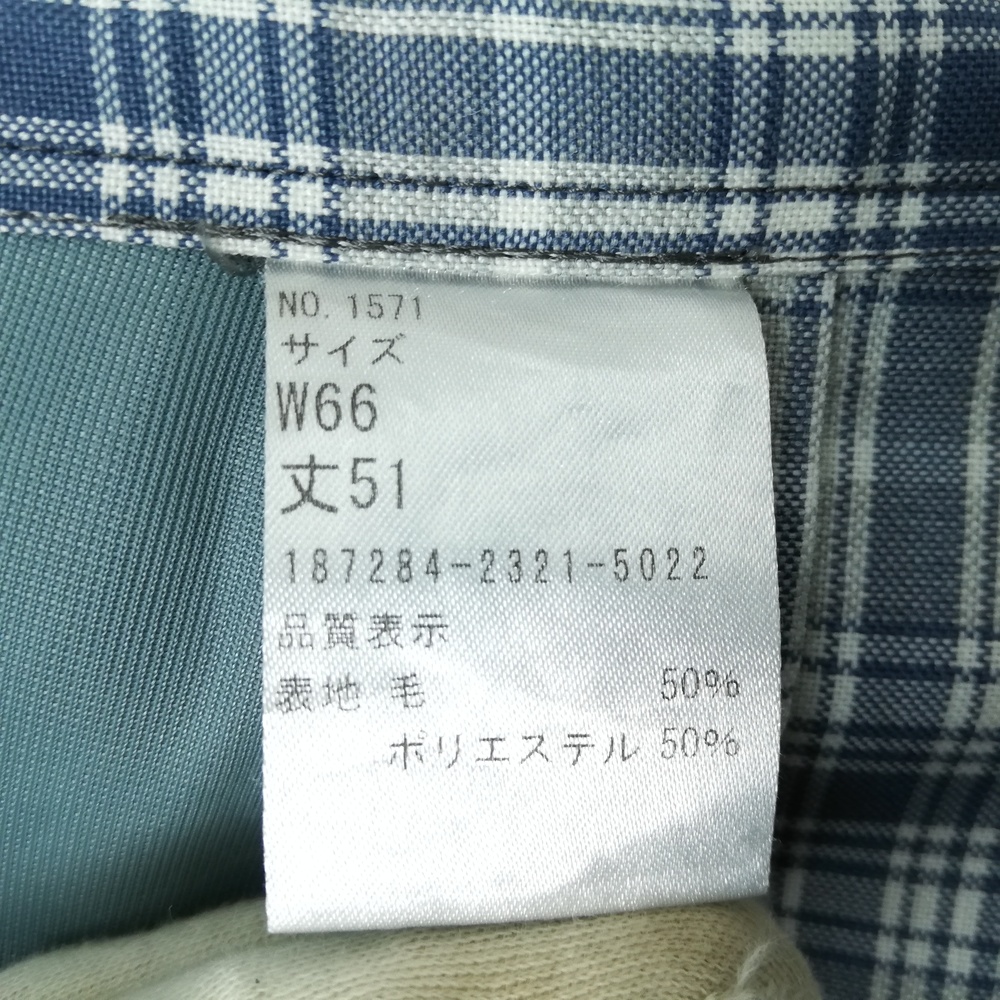 NO. 1571
サイズ
W66
丈51
187284-2321-5022
品質表示
表地 毛 50%
ポリエステル 50%